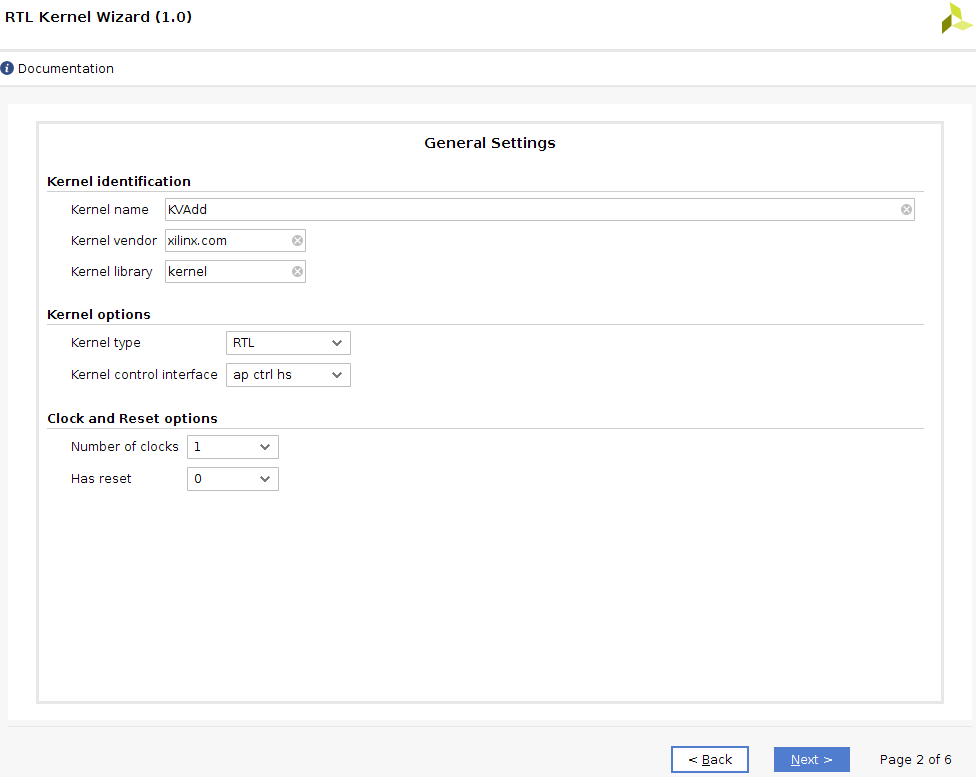 RTL Kernel Wizard (1.0)
Documentation
General Settings
Kernel identification
Kernel name KVAdd
Kernel vendor xilinx.com
Kernel library kernel
Kernel options
Kernel type RTL
Kernel control interface ap ctrl hs
Clock and Reset options
Number of clocks 1
Has reset 0
< Back Next > Page 2 of 6